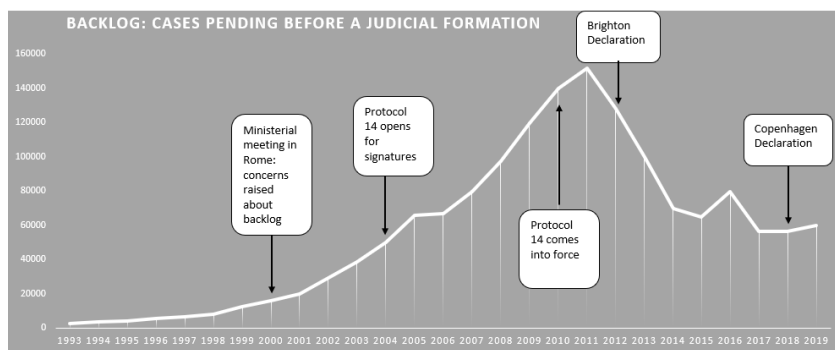 BACKLOG: CASES PENDING BEFORE A JUDICIAL FORMATION
Brighton
Declaration
160000
140000
120000
100000
80000
60000
40000
20000
0
Ministerial
meeting in
Rome:
concerns
raised
about
backlog
Protocol
14 opens
for
signatures
Protocol
14 comes
into force
Copenhagen
Declaration
1993 1994 1995 1996 1997 1998 1999 2000 2001 2002 2003 2004 2005 2006 2007 2008 2009 2010 2011 2012 2013 2014 2015 2016 2017 2018 2019